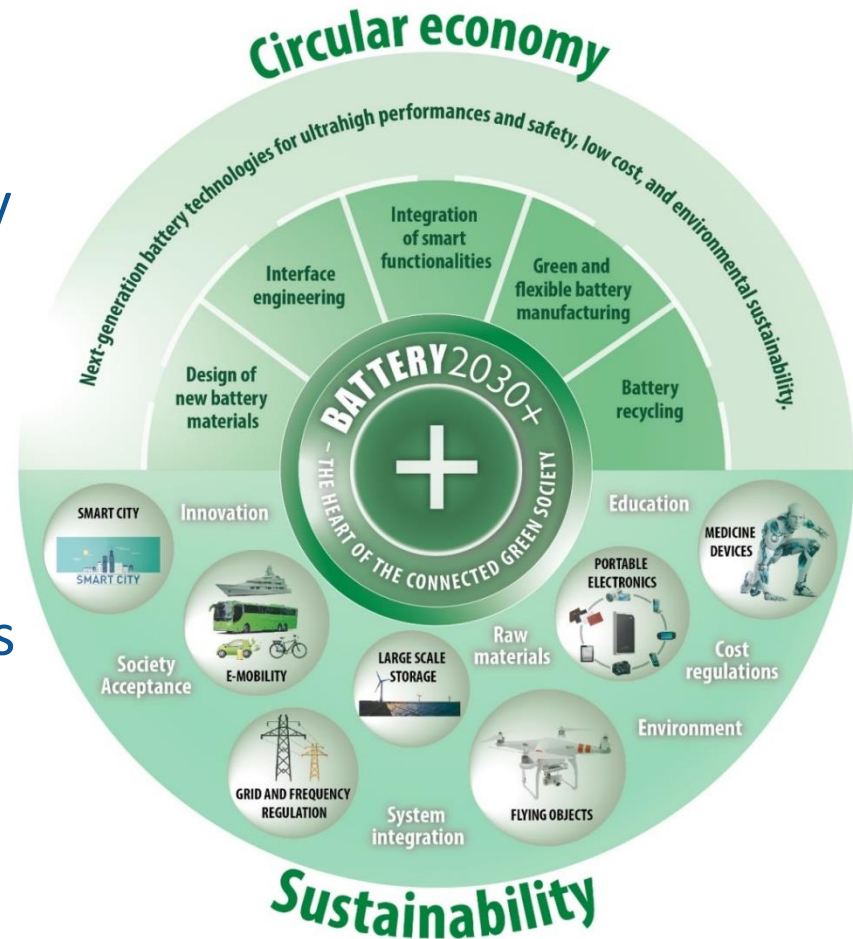 Circular economy
Next-generation battery technologies for ultrahigh performances and safety, low cost, and environmental sustainability.
y
s
Design of
new battery
materials
Interface
engineering
Integration
of smart
functionalities
Green and
flexible battery
manufacturing
Battery
recycling
BATTERY2030+
– THE HEART OF THE CONNECTED GREEN SOCIETY
SMART CITY
SMART CITY
Innovation
Education
MEDICINE
DEVICES
E-MOBILITY
PORTABLE
ELECTRONICS
Society
Acceptance
LARGE SCALE
STORAGE
Raw
materials
Cost
regulations
GRID AND FREQUENCY
REGULATION
System
integration
FLYING OBJECTS
Environment
Sustainability